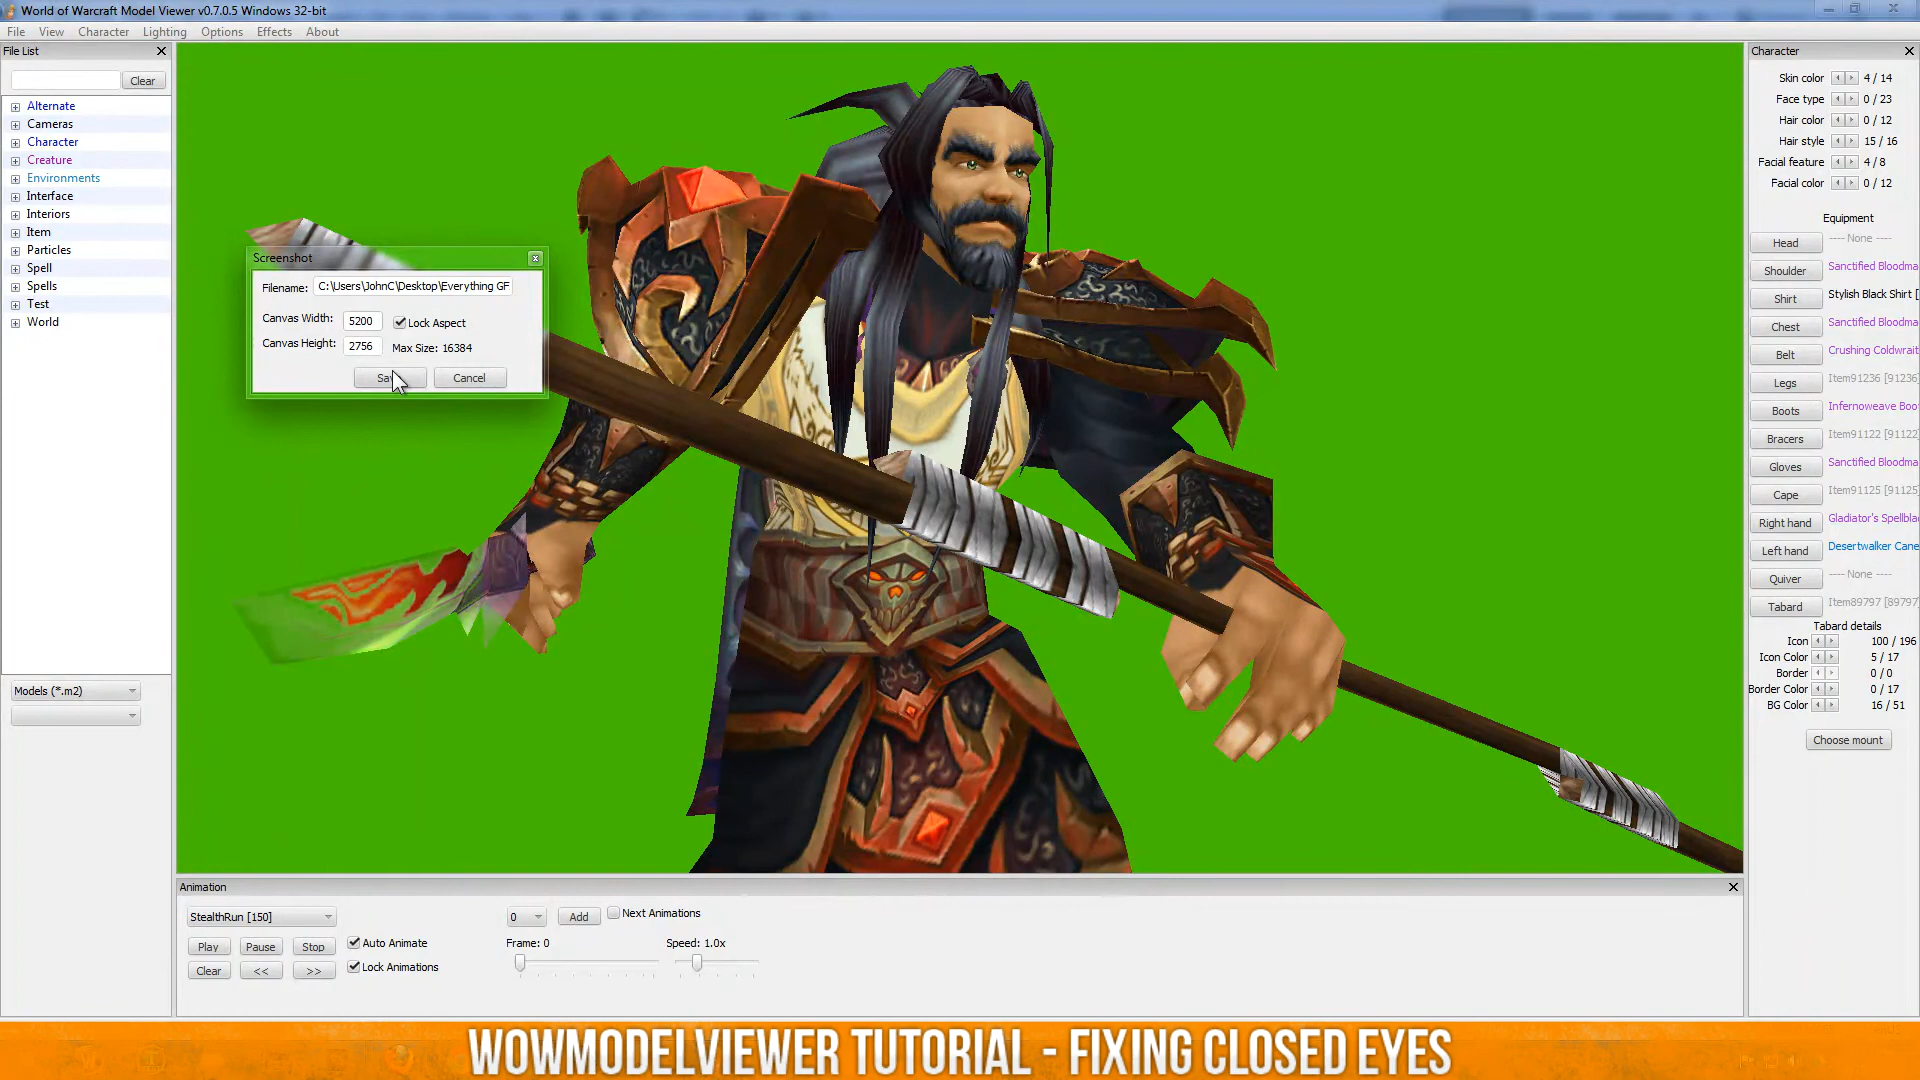 World of Warcraft Model Viewer v0.7.0.5 Windows 32-bit
File View Character Lighting Options Effects About
File List
Clear
Alternate
Cameras
Character
Creature
Environments
Interface
Interiors
Item
Particles
Spell
Spells
Test
World
Models (*.m2)
Screenshot
Filename: C:\Users\JohnC\Desktop\Everything GF
Canvas Width: 5200 Lock Aspect
Canvas Height: 2756 Max Size: 16384
Cancel
Character
Skin color 4 / 14
Face type 0 / 23
Hair color 0 / 12
Hair style 15 / 16
Facial feature 4 / 8
Facial color 0 / 12
Equipment
Head ---- None ----
Shoulder Sanctified Bloodma
Shirt Stylish Black Shirt [
Chest Sanctified Bloodma
Belt Crushing Coldwrait
Legs Item91236 [91236]
Boots Infernoweave Boo
Bracers Item91122 [91122]
Gloves Sanctified Bloodma
Cape Item91125 [91125]
Right hand Gladiator's Spellbla
Left hand Desertwalker Cane
Quiver ---- None ----
Tabard Item89797 [89797]
Tabard details
Icon 100 / 196
Icon Color 5 / 17
Border 0 / 0
Border Color 0 / 17
BG Color 16 / 51
Choose mount
Animation
StealthRun [150] 0 Add Next Animations
Play Pause Stop Auto Animate Frame: 0 Speed: 1.0x
Clear << >> Lock Animations
WOWMODELVIEWER TUTORIAL - FIXING CLOSED EYES